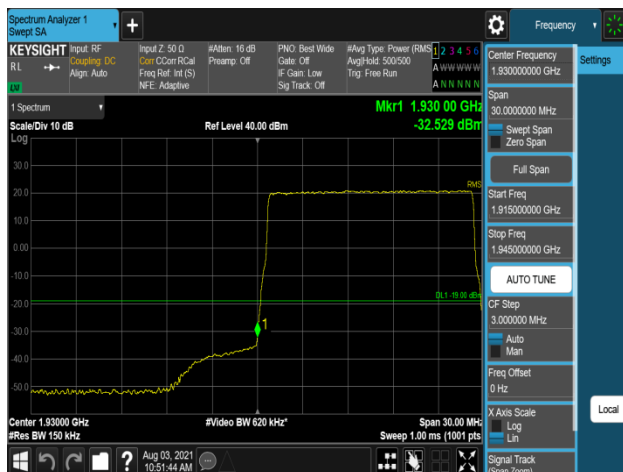 Spectrum Analyzer 1
Swept SA
+
Frequency
KEYSIGHT
RL
Input: RF
Coupling: DC
Align: Auto
Input Z: 50 Ω
Corr CCorr RCal
Freq Ref: Int (S)
NFE: Adaptive
#Atten: 16 dB
Preamp: Off
PNO: Best Wide
Gate: Off
IF Gain: Low
Sig Track: Off
#Avg Type: Power (RMS
Avg|Hold: 500/500
Trig: Free Run
1 2 3 4 5 6
A W W W W W
A N N N N N
1 Spectrum
Scale/Div 10 dB
Ref Level 40.00 dBm
Mkr1 1.930 00 GHz
-32.529 dBm
Log
30.0
20.0
10.0
0.00
-10.0
-20.0
-30.0
-40.0
-50.0
RMS
DL1 -19.00 dBm
1
Center 1.93000 GHz
#Res BW 150 kHz
#Video BW 620 kHz*
Span 30.00 MHz
Sweep 1.00 ms (1001 pts)
?
Aug 03, 2021
10:51:44 AM
Center Frequency
1.930000000 GHz
Span
30.0000000 MHz
Swept Span
Zero Span
Full Span
Start Freq
1.915000000 GHz
Stop Freq
1.945000000 GHz
AUTO TUNE
CF Step
3.000000 MHz
Auto
Man
Freq Offset
0 Hz
X Axis Scale
Log
Lin
Signal Track
(Span Zoom)
Settings
Local